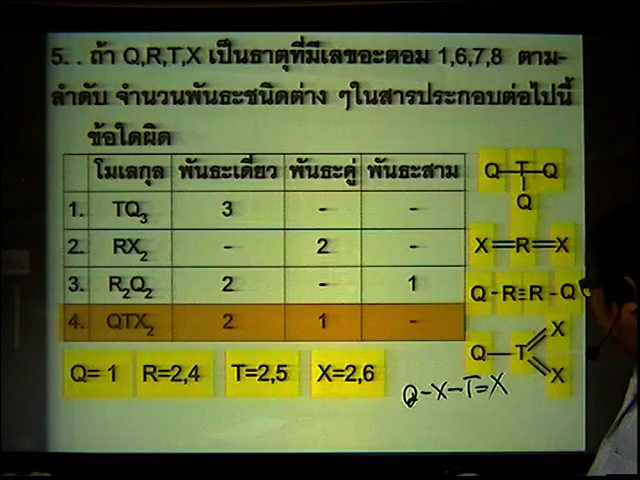 5. . ถ้า Q,R,T,X เป็นธาตุที่มีเลขอะตอม 1,6,7,8 ตาม-
ลำดับ จำนวนพันธะชนิดต่าง ๆในสารประกอบต่อไปนี้
ข้อใดผิด
โมเลกุล พันธะเดี่ยว พันธะคู่ พันธะสาม
1. TQ3 3 - -
2. RX2 - 2 -
3. R2Q2 2 - 1
4. QTX2 2 1 -
Q—T—Q
Q
X=R=X
Q-R≡R-Q
X
Q—T
X
Q= 1 R=2,4 T=2,5 X=2,6
Q-X-T=X